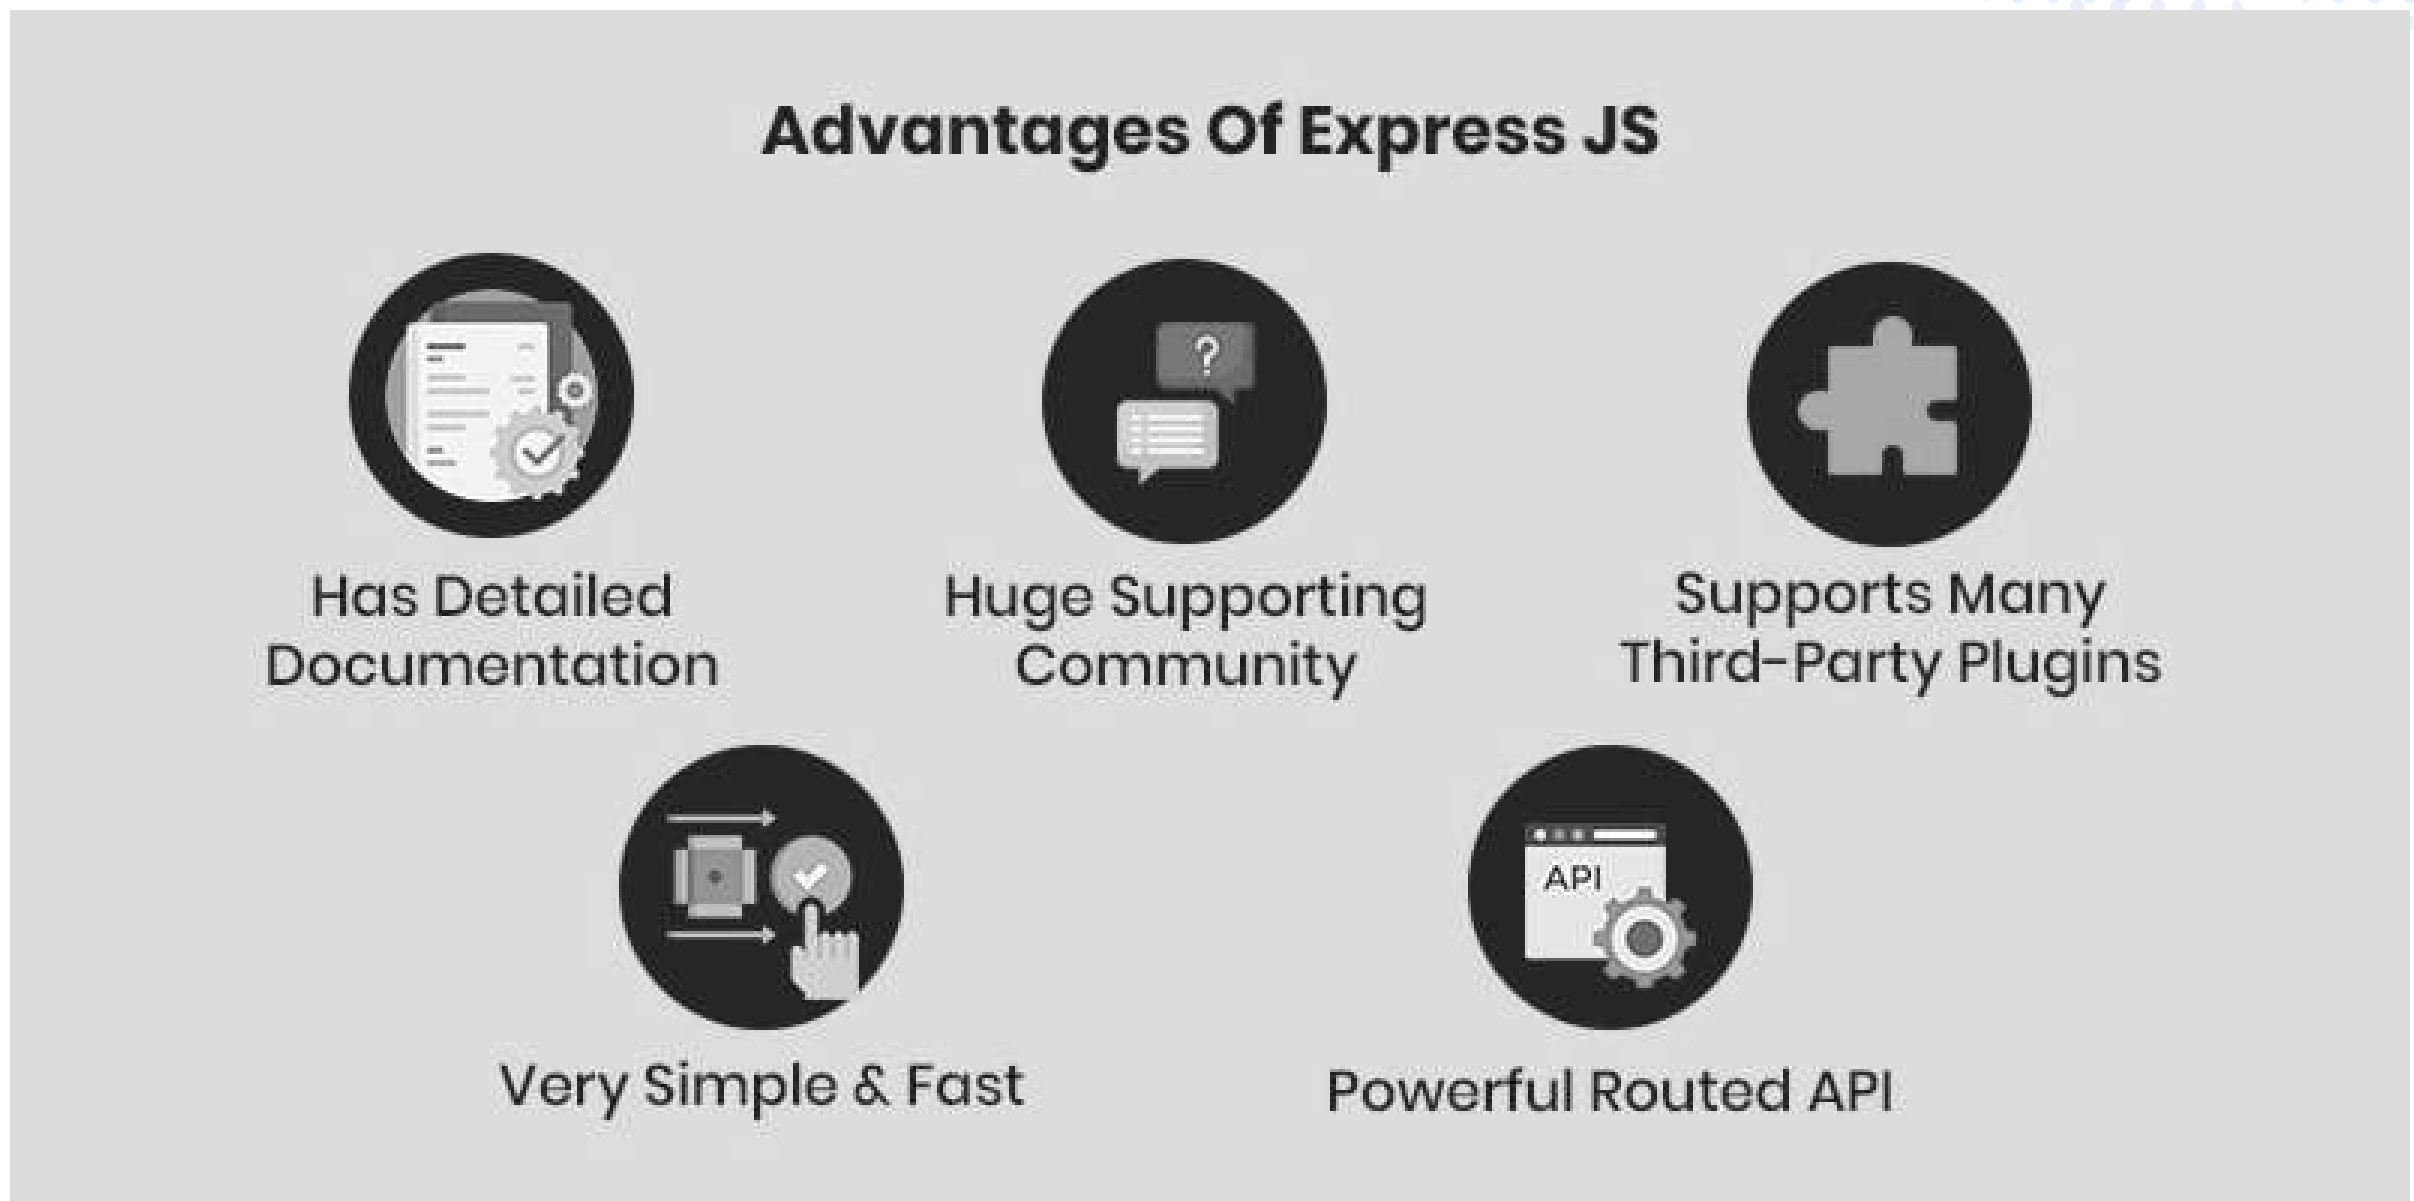 Advantages Of Express JS
?
Has Detailed
Documentation
Huge Supporting
Community
Supports Many
Third-Party Plugins
API
Very Simple & Fast
Powerful Routed API